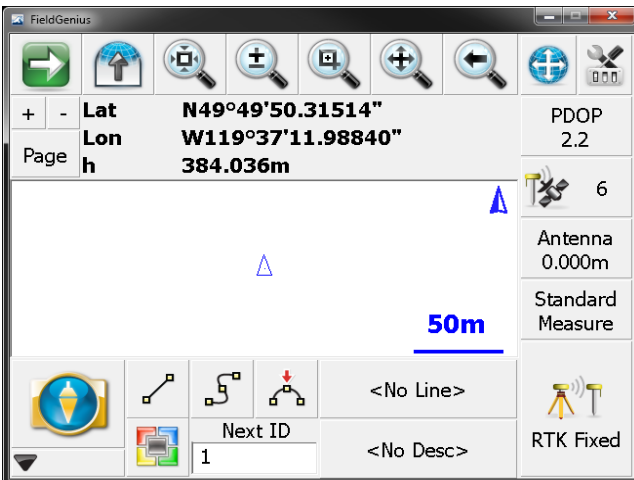 FieldGenius
+ - Lat N49°49'50.31514"
Lon W119°37'11.98840"
Page
h 384.036m
PDOP
2.2
6
Antenna
0.000m
Standard
Measure
50m
<No Line>
Next ID
1
<No Desc>
RTK Fixed